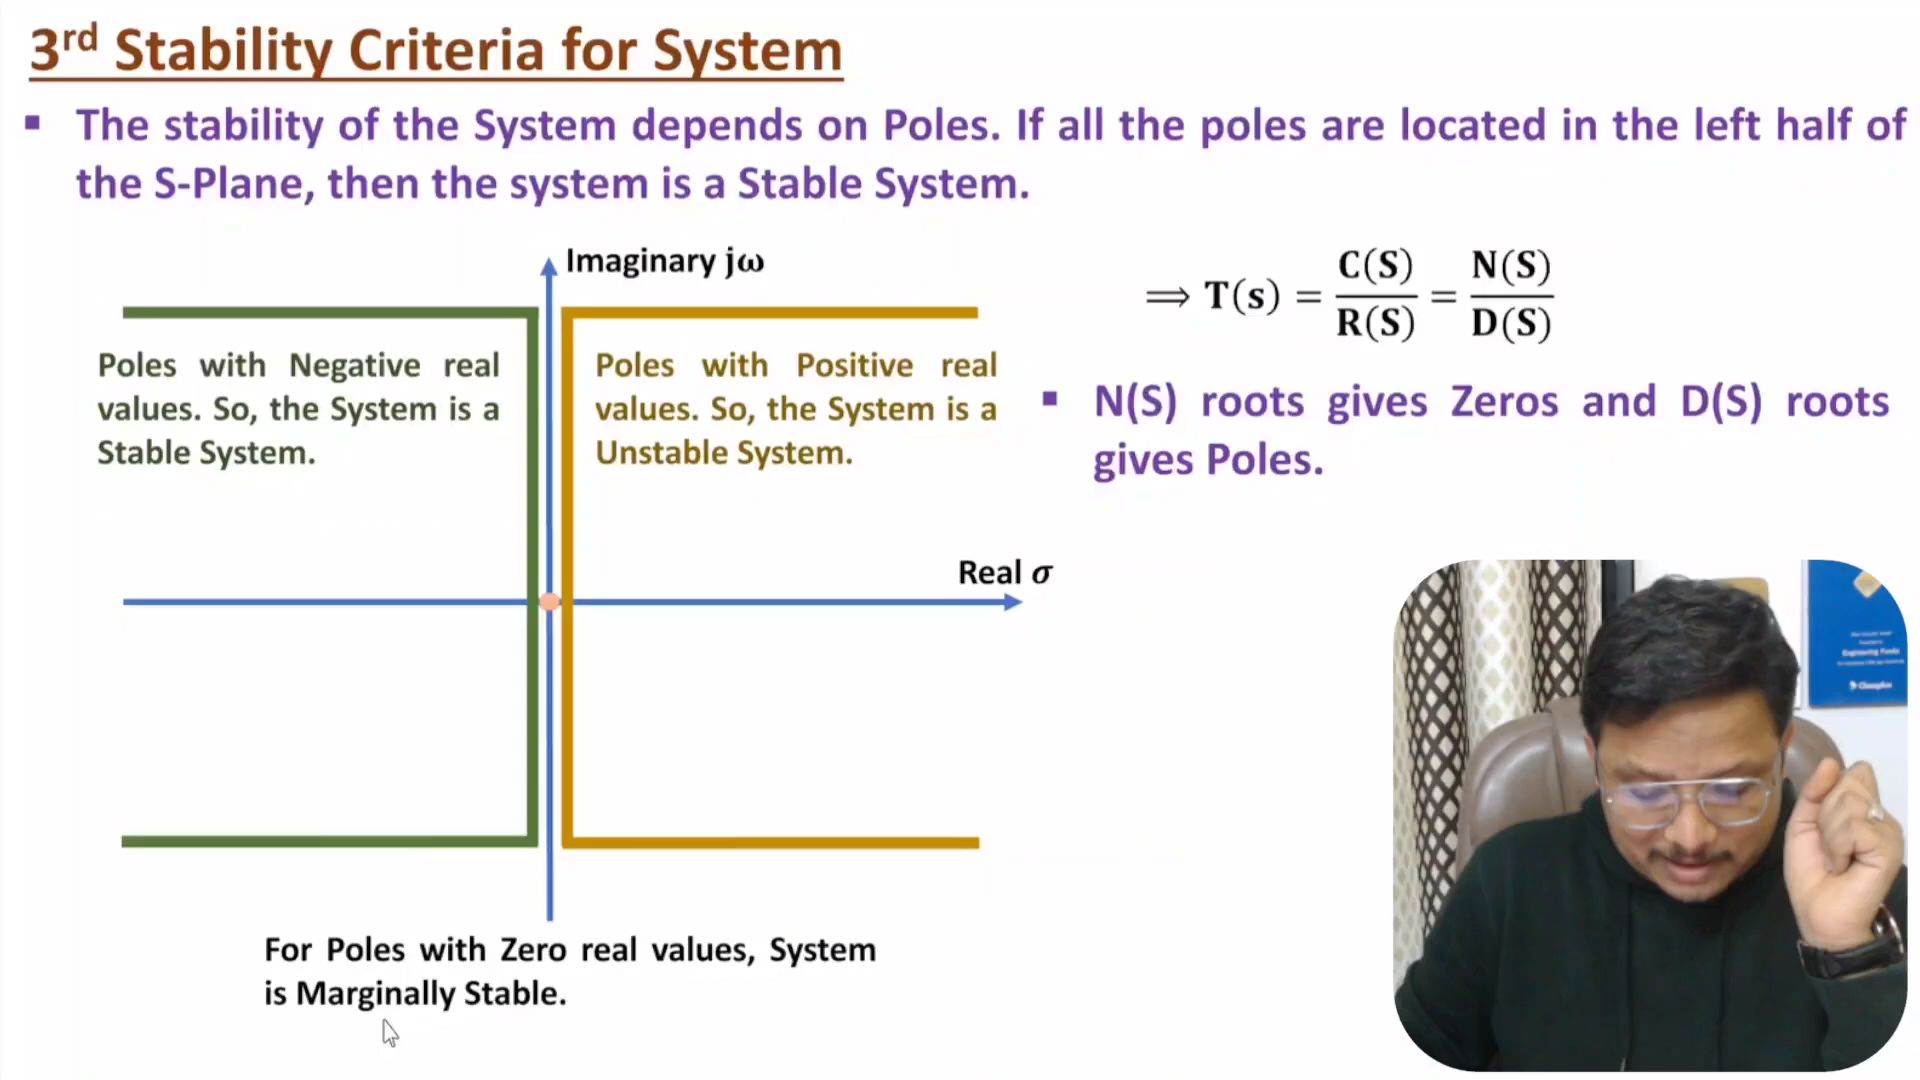 3rd Stability Criteria for System
▪ The stability of the System depends on Poles. If all the poles are located in the left half of
the S-Plane, then the system is a Stable System.
Imaginary jω
⟹ T(s) = C(S)/R(S) = N(S)/D(S)
Poles with Negative real
values. So, the System is a
Stable System.
Poles with Positive real
values. So, the System is a
Unstable System.
▪ N(S) roots gives Zeros and D(S) roots
gives Poles.
Real σ
For Poles with Zero real values, System
is Marginally Stable.
Engineering Funda
Classplus